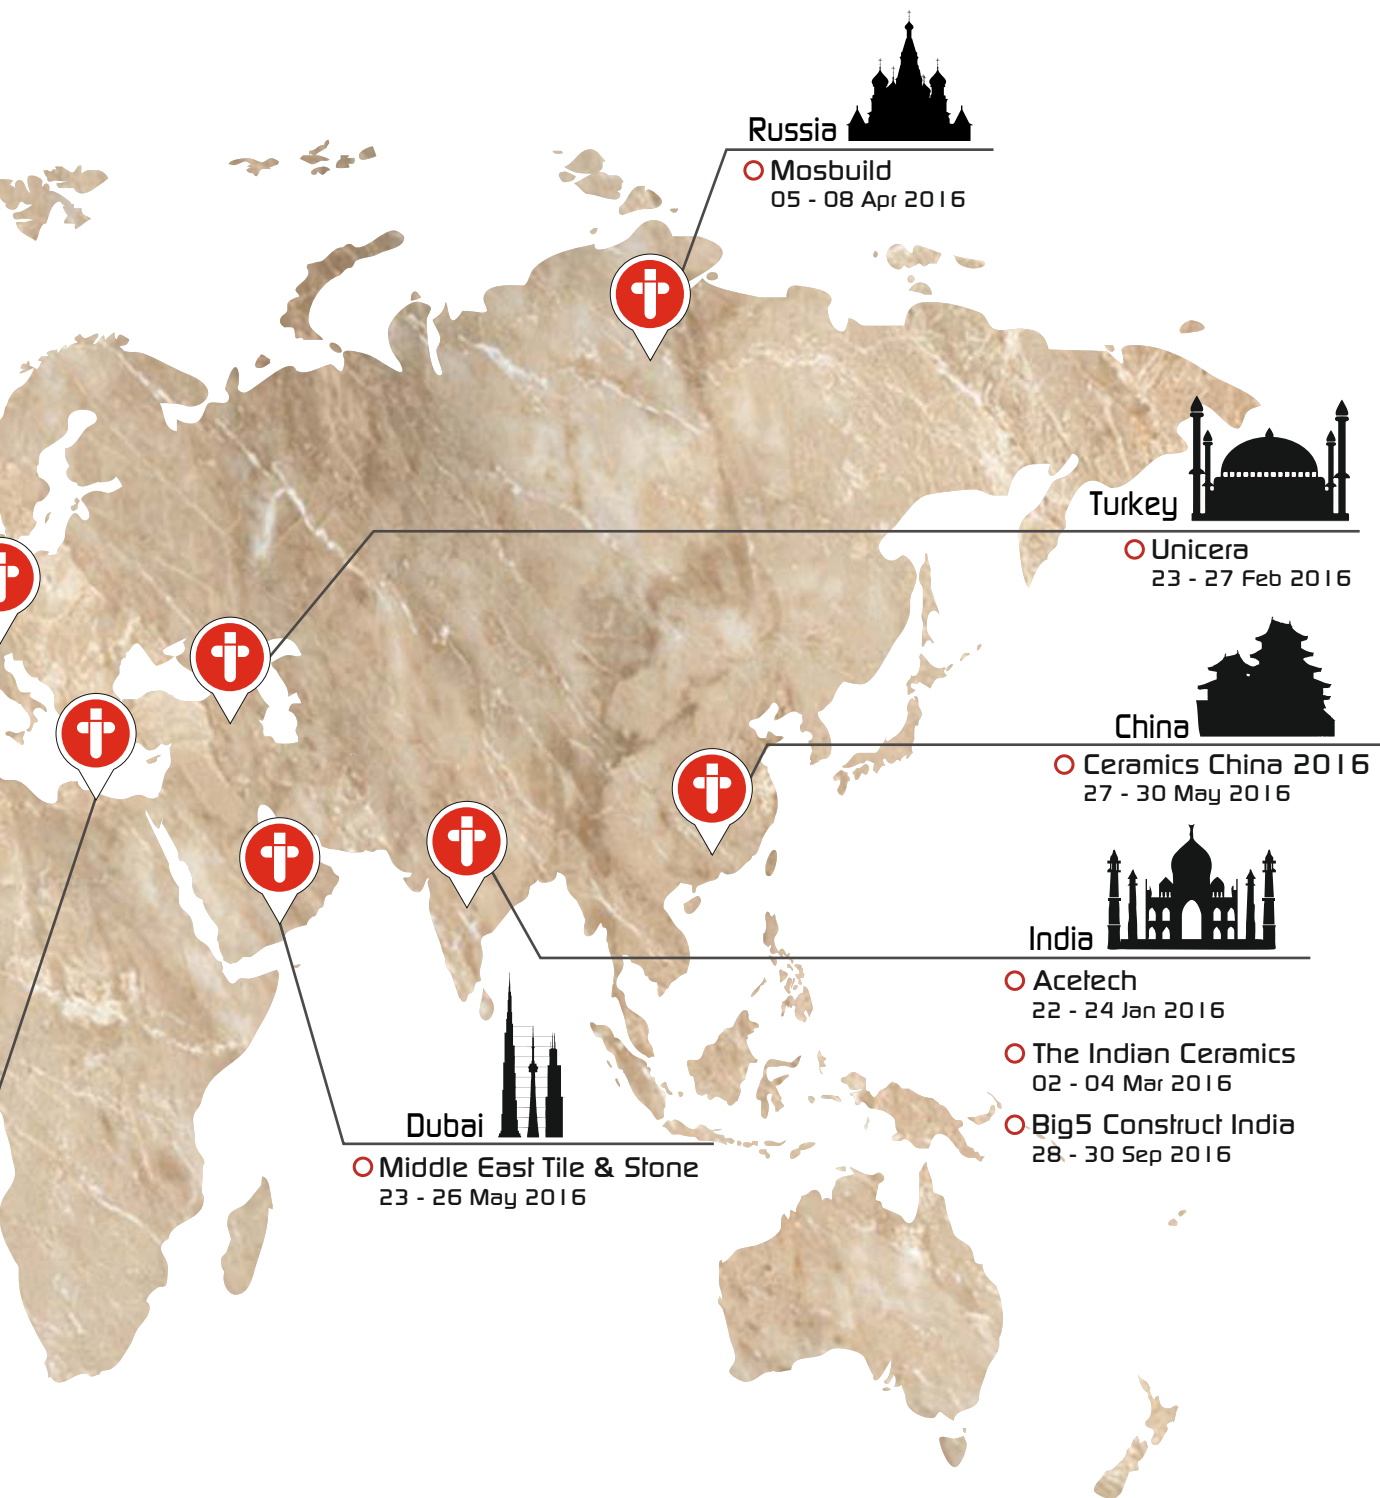 Russia
Mosbuild
05 - 08 Apr 2016
Turkey
Unicera
23 - 27 Feb 2016
China
Ceramics China 2016
27 - 30 May 2016
India
Acetech
22 - 24 Jan 2016
The Indian Ceramics
02 - 04 Mar 2016
Big5 Construct India
28 - 30 Sep 2016
Dubai
Middle East Tile & Stone
23 - 26 May 2016